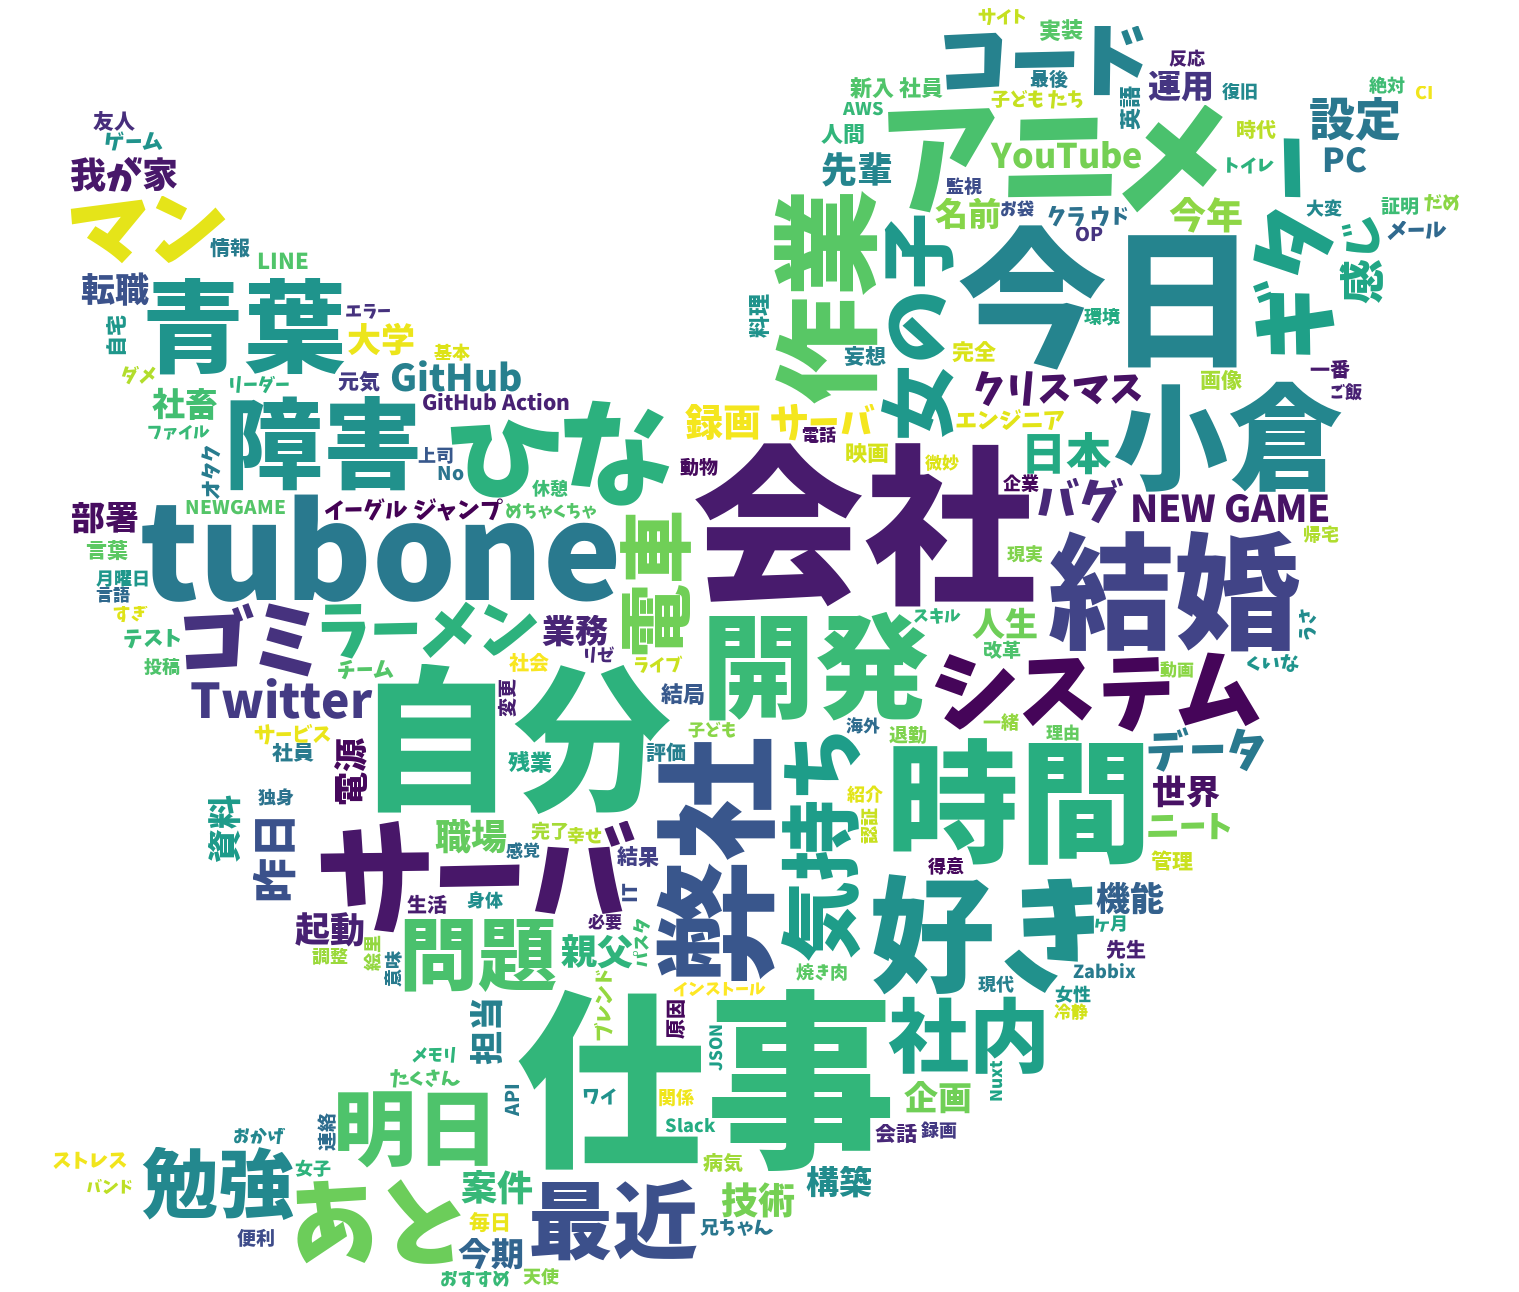 サイト
実装
コード
反応
最後
運用
新入 社員
子ども たち
英語
復旧
絶対
CI
AWS
人間
アニメ
YouTube
メー
設定
時代
PC
トイレ
先輩
監視
名前
お袋
クラウド
OP
今年
大変
証明
だめ
メール
友人
ゲーム
我が家
マン
情報
LINE
転職
青葉
エラー
自宅
大学
基本
ダメ
リーダー
元気
GitHub
GitHub Action
社畜
ファイル
障害
ひな
上司
No
オタク
休憩
作業
女の子
今日
ギター
感じ
料理
環境
妄想
完全
クリスマス
画像
一番
ご飯
録画 サーバ
電話
エンジニア
映画
微妙
日本
小倉
動物
会社
企業
バグ
NEW GAME
部署
NEWGAME
イーグル ジャンプ
めちゃくちゃ
tubone
言葉
月曜日
言語
すぎ
電車
現実
結婚
帰宅
テスト
投稿
ゴミ
ラーメン
チーム
業務
リゼ
社会
ライブ
開発
スキル
人生
改革
うさ
システム
動画
くいな
Twitter
サービス
社員
自分
変更
結局
子ども
海外
退勤
一緒
理由
データ
電源
残業
評価
弊社
気持ち
時間
世界
独身
資料
昨日
職場
完了
幸せ
感覚
結果
紹介
認証
ニート
管理
サーバ
IT
得意
生活
身体
必要
好き
機能
ヶ月
起動
調整
絵里
意味
問題
親父
パスタ
焼き肉
先生
Zabbix
現代
女性
冷静
インストール
ブレンド
原因
担当
仕事
JSON
社内
Nuxt
メモリ
たくさん
API
ワイ
関係
Slack
企画
会話
録画
明日
連絡
おかげ
女子
ストレス
バンド
勉強
便利
あと
案件
毎日
今期
おすすめ
天使
最近
病気
技術
構築
兄ちゃん